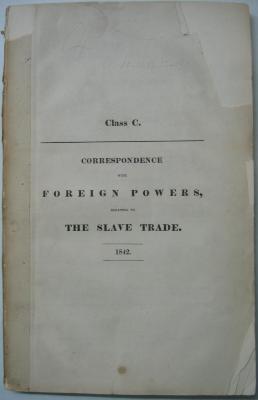 Class C.
CORRESPONDENCE
WITH
FOREIGN POWERS,
RELATING TO
THE SLAVE TRADE.
1842.